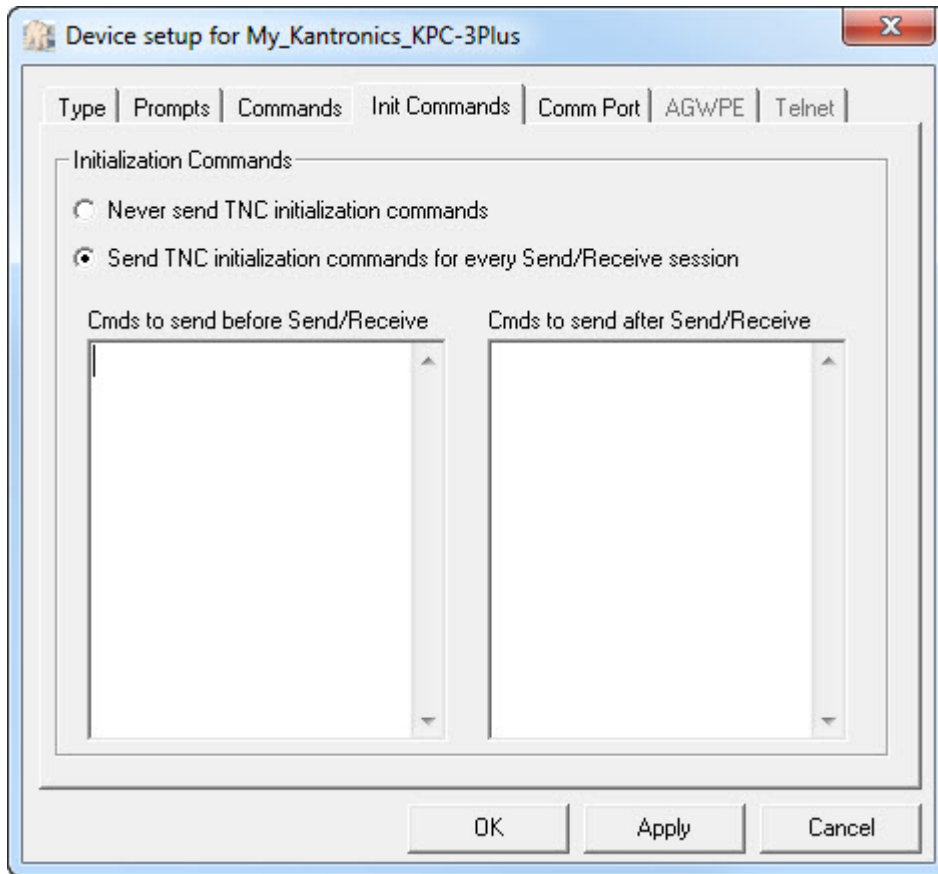 Device setup for My_Kantronics_KPC-3Plus
Type Prompts Commands Init Commands Comm Port AGWPE Telnet
Initialization Commands
Never send TNC initialization commands
Send TNC initialization commands for every Send/Receive session
Cmds to send before Send/Receive Cmds to send after Send/Receive
OK Apply Cancel